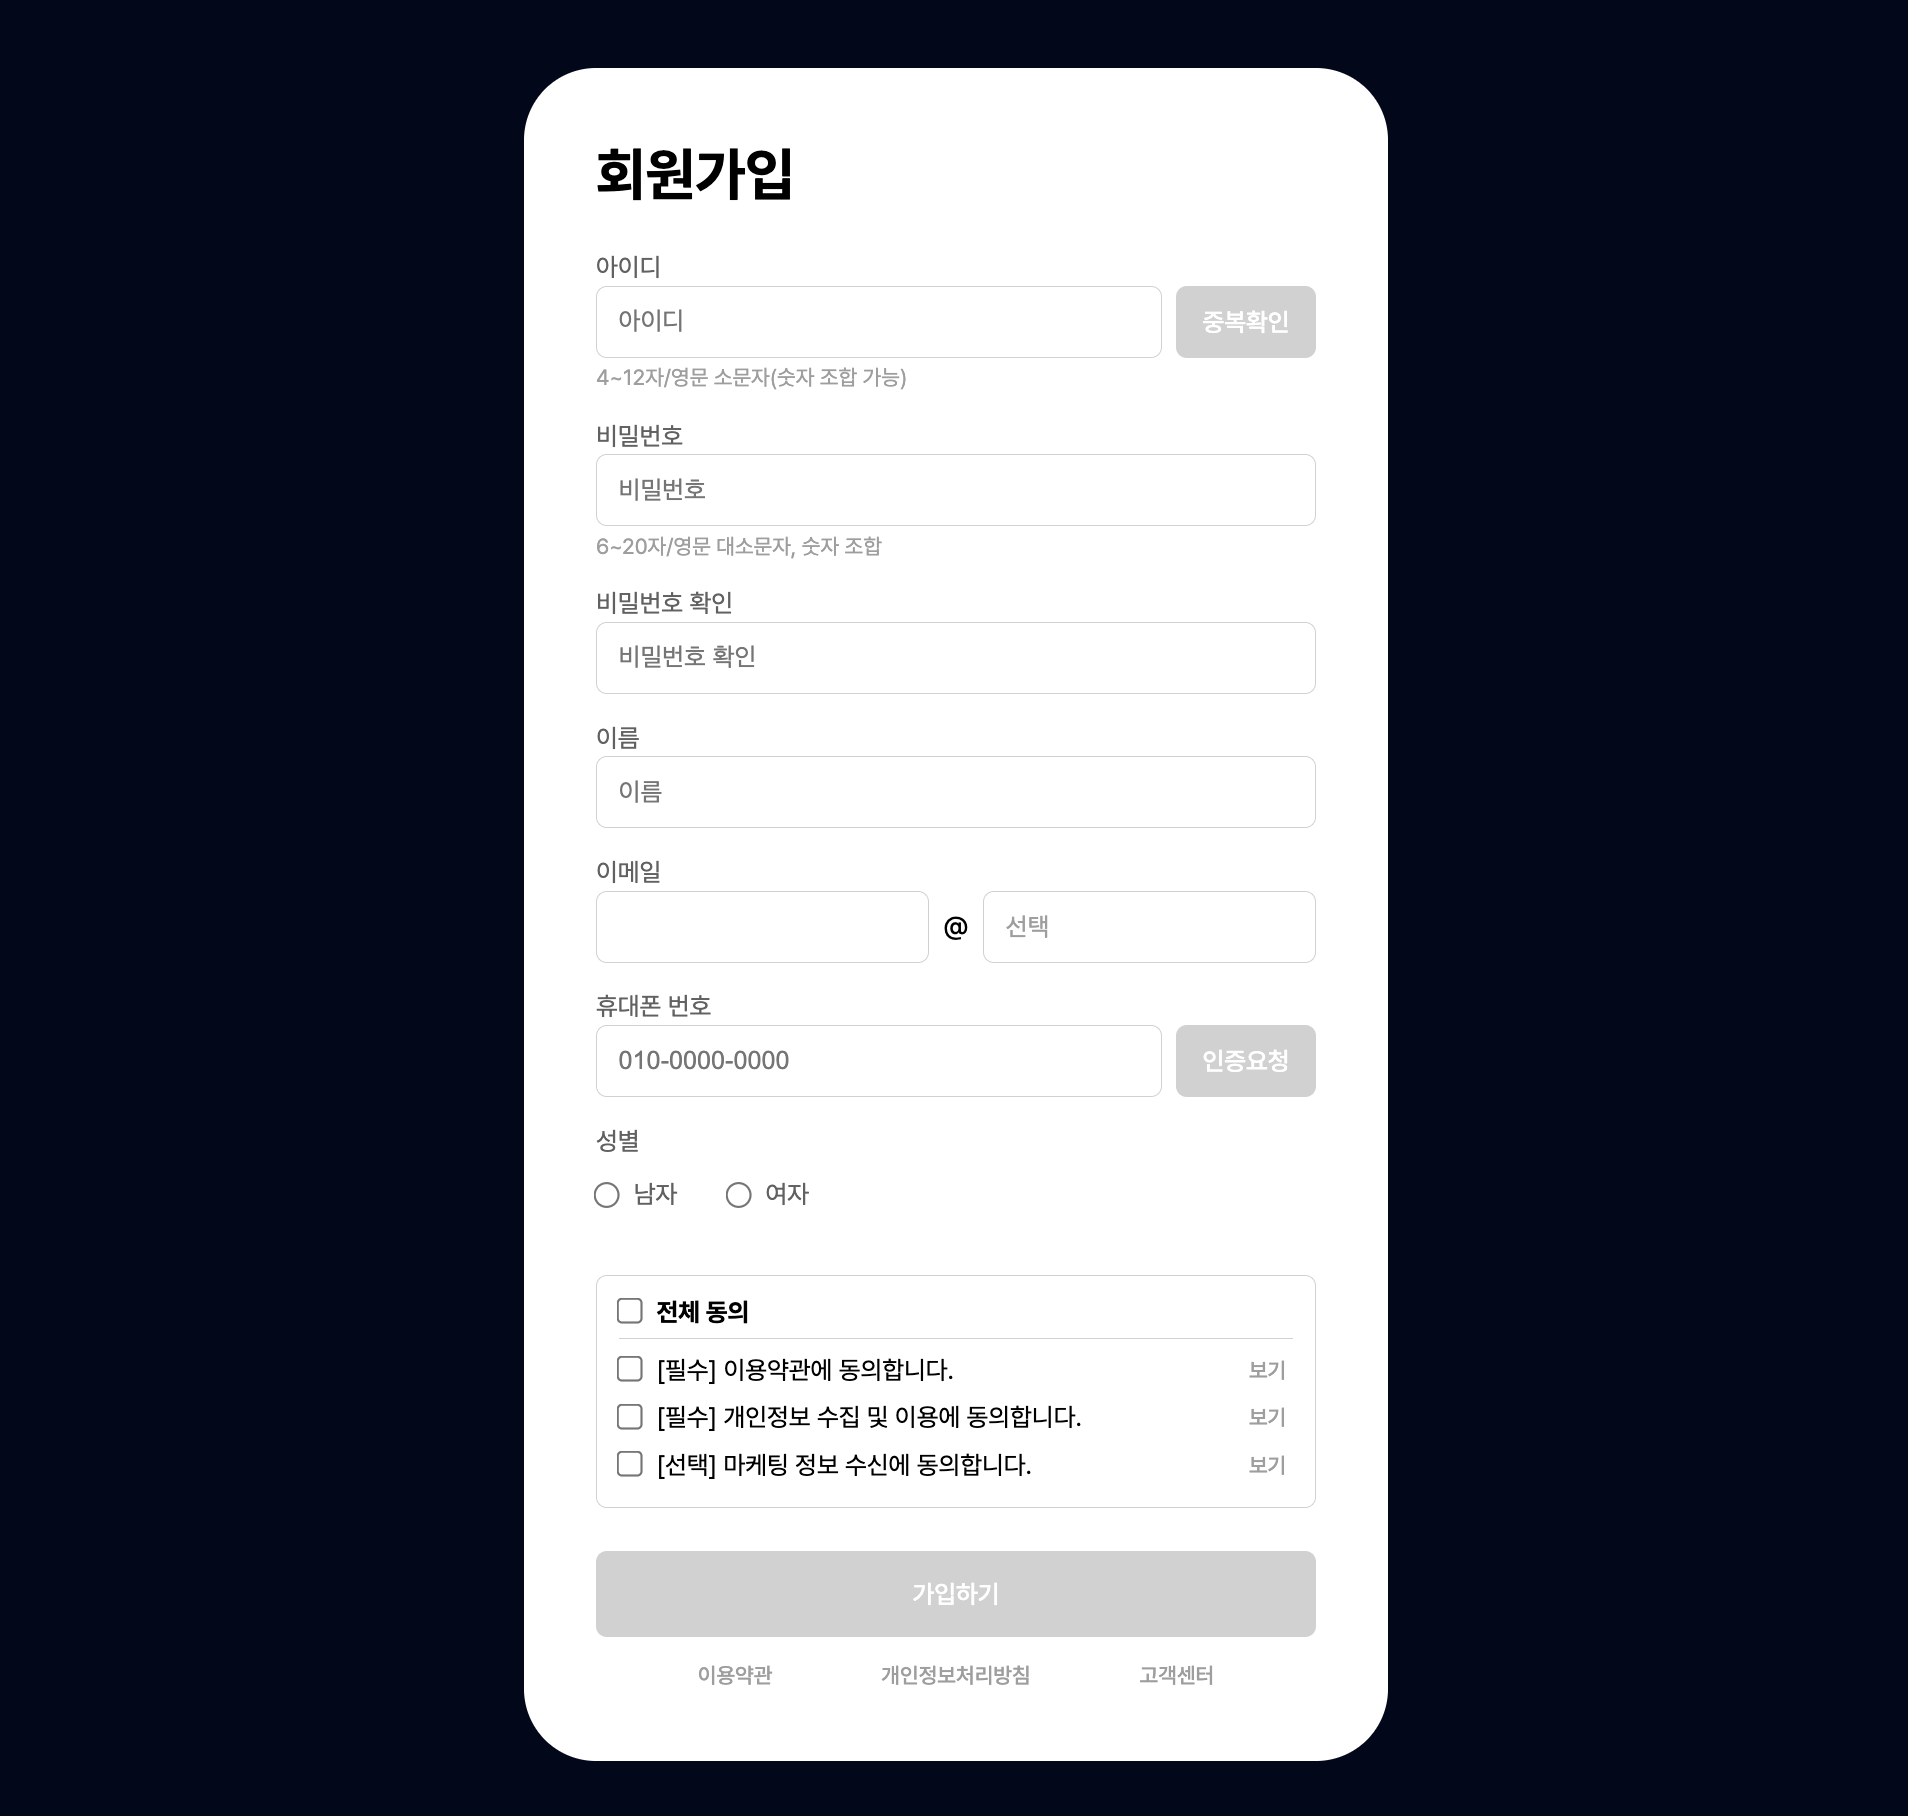 회원가입
아이디
아이디
중복확인
4~12자/영문 소문자(숫자 조합 가능)
비밀번호
비밀번호
6~20자/영문 대소문자, 숫자 조합
비밀번호 확인
비밀번호 확인
이름
이름
이메일
@ 선택
휴대폰 번호
010-0000-0000
인증요청
성별
남자 여자
전체 동의
[필수] 이용약관에 동의합니다. 보기
[필수] 개인정보 수집 및 이용에 동의합니다. 보기
[선택] 마케팅 정보 수신에 동의합니다. 보기
가입하기
이용약관 개인정보처리방침 고객센터